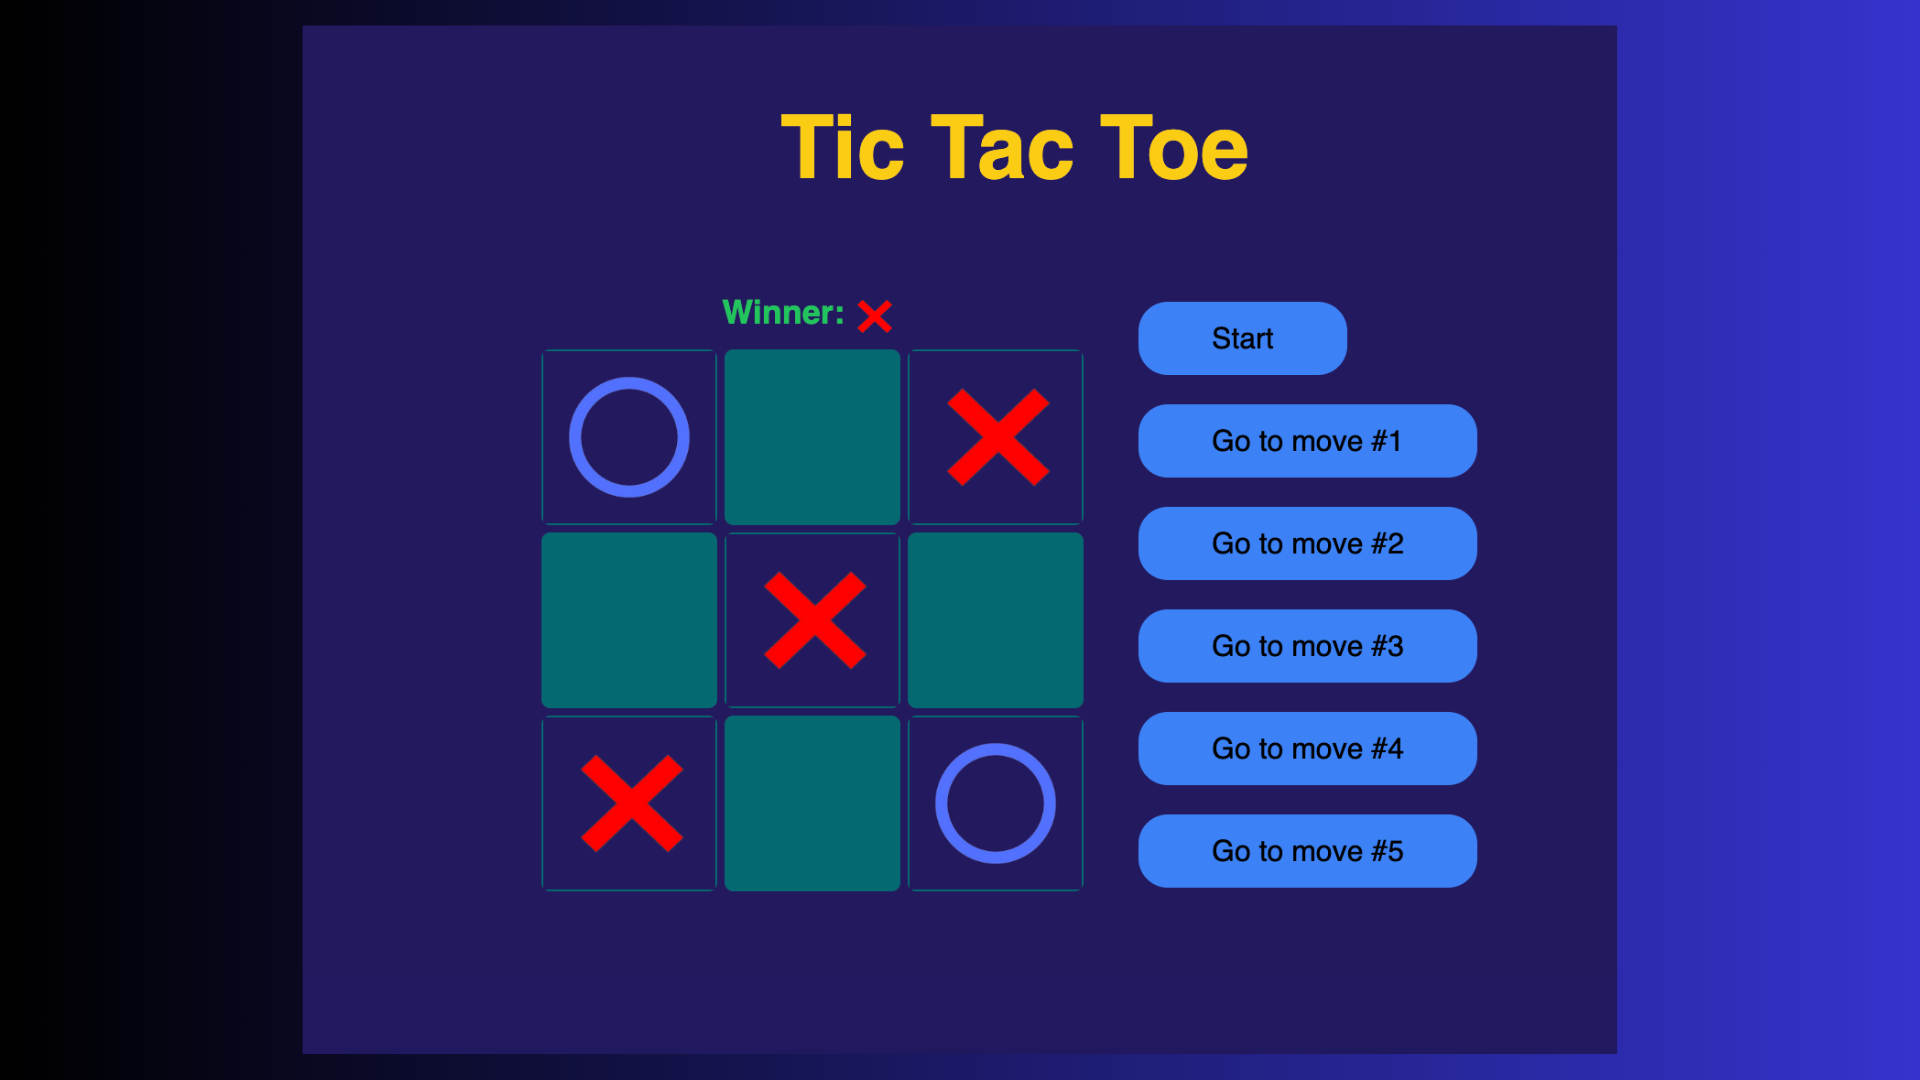 Tic Tac Toe
Winner: ❌
Start
Go to move #1
Go to move #2
Go to move #3
Go to move #4
Go to move #5